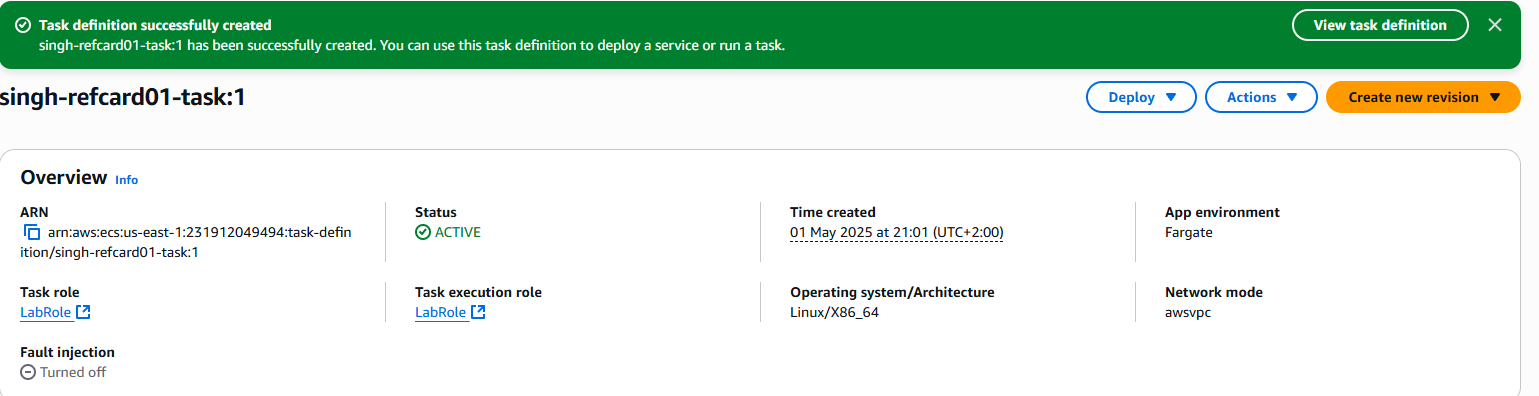 Task definition successfully created
singh-refcard01-task:1 has been successfully created. You can use this task definition to deploy a service or run a task.
View task definition
singh-refcard01-task:1
Deploy
Actions
Create new revision
Overview Info
ARN
arn:aws:ecs:us-east-1:231912049494:task-defin
ition/singh-refcard01-task:1
Status
ACTIVE
Time created
01 May 2025 at 21:01 (UTC+2:00)
App environment
Fargate
Task role
LabRole
Task execution role
LabRole
Operating system/Architecture
Linux/X86_64
Network mode
awsvpc
Fault injection
Turned off